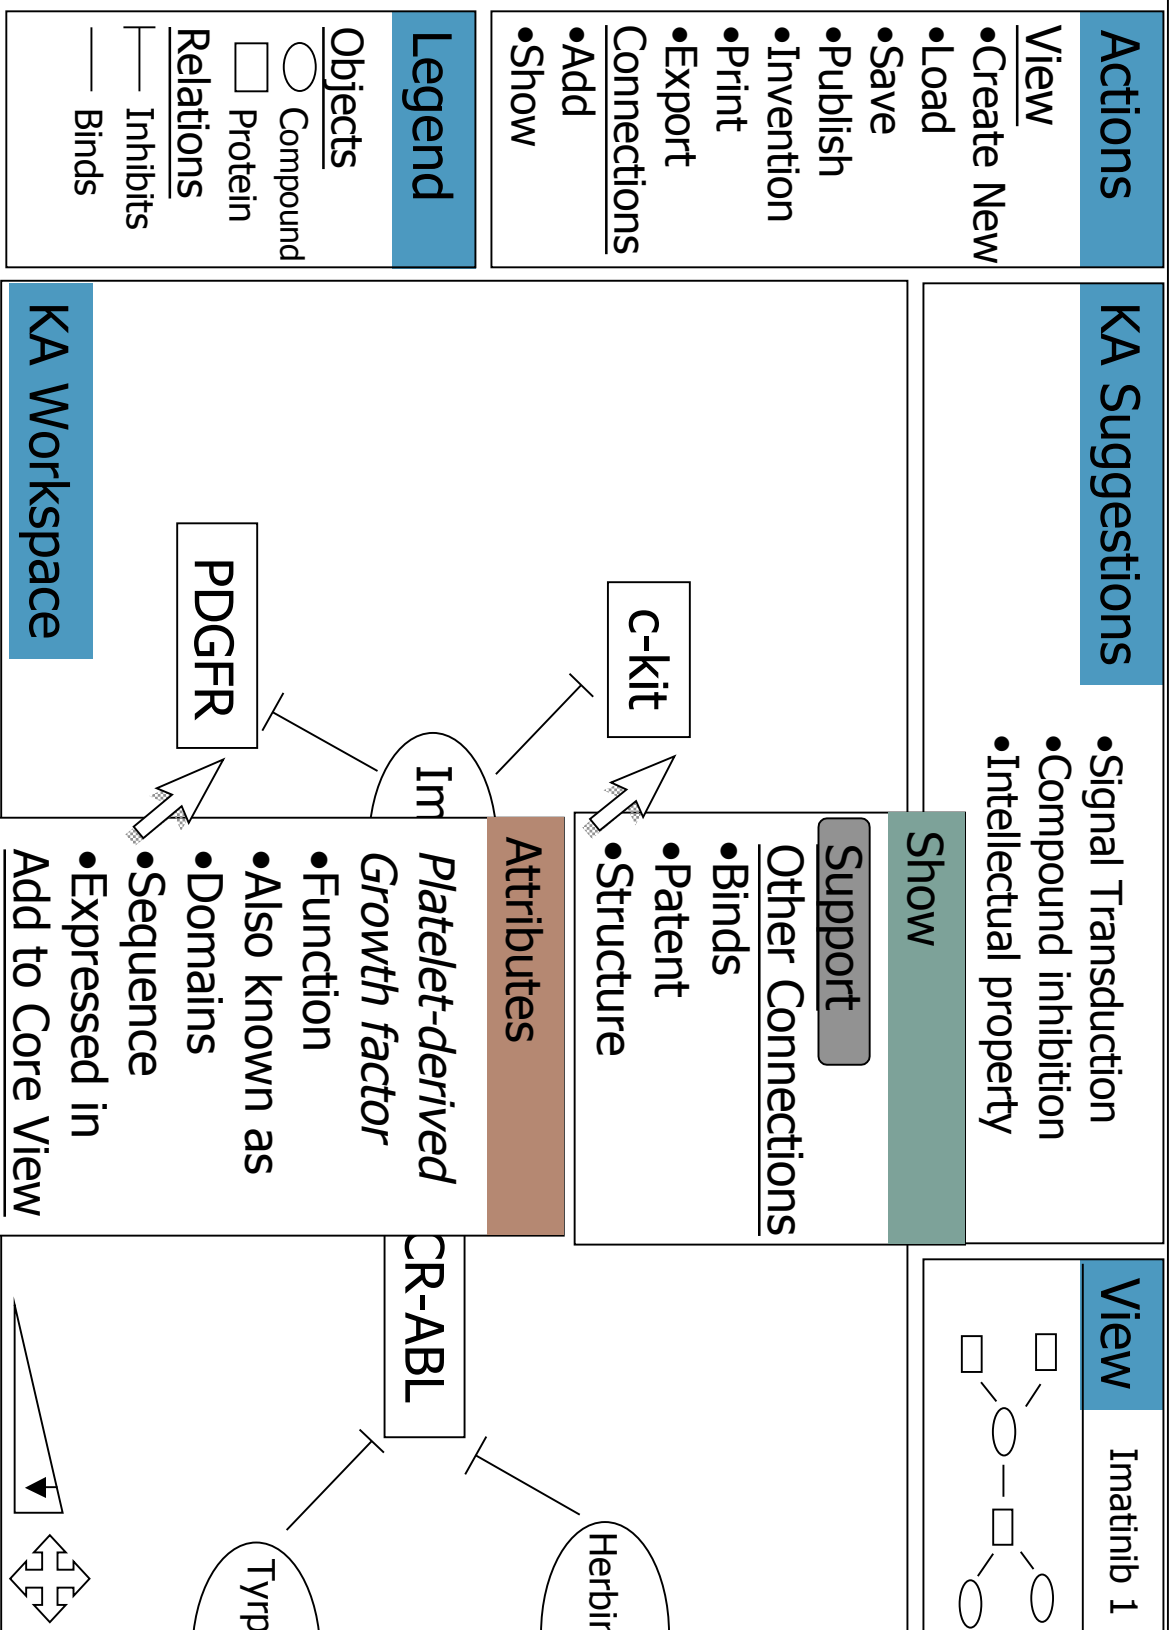 Actions
View
•Create New
•Load
•Save
•Publish
•Invention
•Print
•Export
Connections
•Add
•Show
Legend
Objects
Compound
Protein
Relations
Inhibits
Binds
KA Suggestions
•Signal Transduction
•Compound inhibition
•Intellectual property
View
Imatinib 1
c-kit
PDGFR
Im
Show
Support
Other Connections
•Binds
•Patent
•Structure
Attributes
Platelet-derived
Growth factor
•Function
•Also known as
•Domains
•Sequence
•Expressed in
Add to Core View
CR-ABL
Herbin
Tyrp
KA Workspace